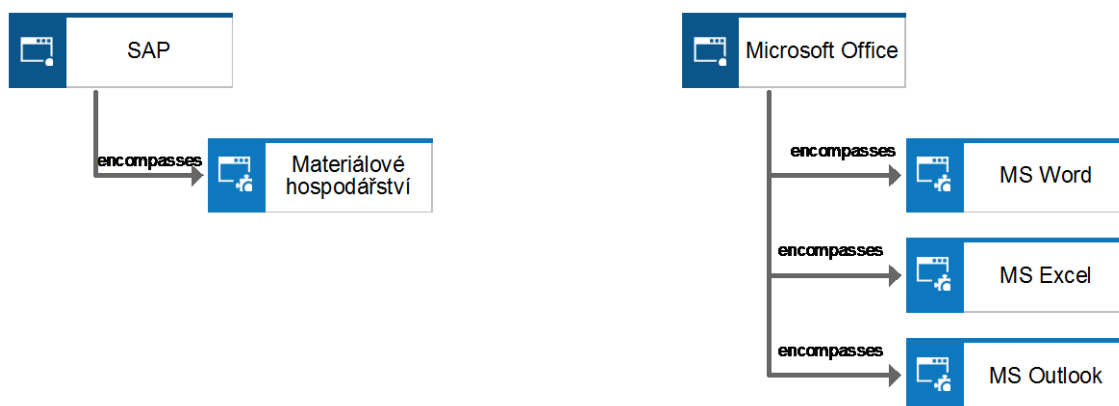 SAP
encompasses
Materiálové
hospodářství
Microsoft Office
encompasses
MS Word
encompasses
MS Excel
encompasses
MS Outlook